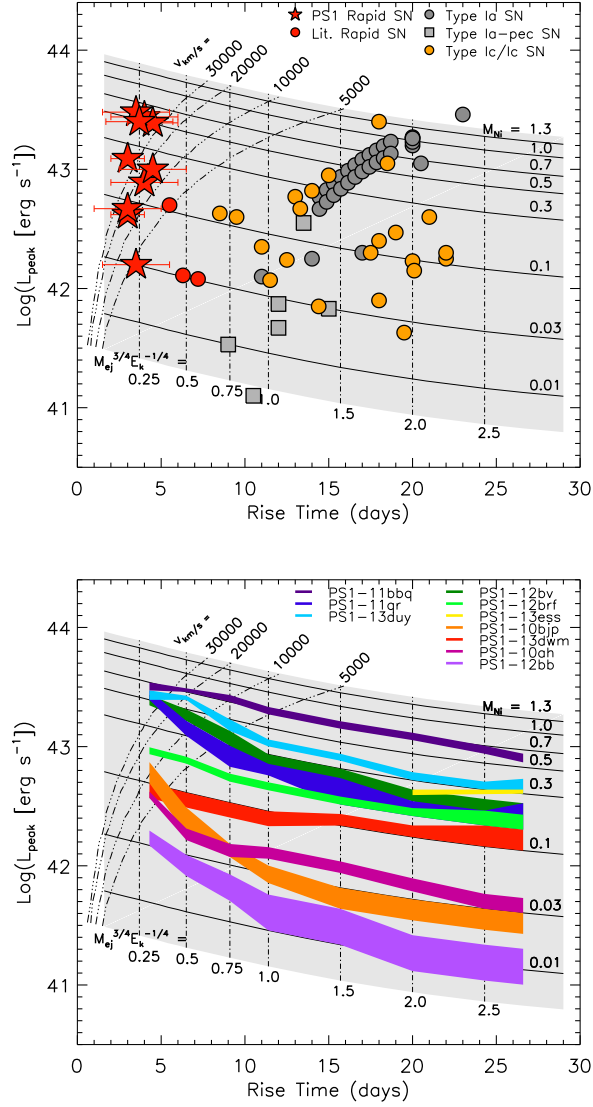 PS1 Rapid SN
Lit. Rapid SN
Type Ia SN
Type Ia-pec SN
Type Ic/Ic SN
44
43
42
41
Log(L_peak [erg s⁻¹])
V_km/s =
30000
20000
10000
5000
M_Ni = 1.3
1.0
0.7
0.5
0.3
0.1
0.03
0.01
M_ej^3/4 E_k^-1/4 =
0.25
0.5
0.75
1.0
1.5
2.0
2.5
0 5 10 15 20 25 30
Rise Time (days)
PS1-11bbq
PS1-11qr
PS1-13duy
PS1-12bv
PS1-12brf
PS1-13ess
PS1-10bjp
PS1-13dwm
PS1-10ah
PS1-12bb
44
43
42
41
Log(L_peak [erg s⁻¹])
V_km/s =
30000
20000
10000
5000
M_Ni = 1.3
1.0
0.7
0.5
0.3
0.1
0.03
0.01
M_ej^3/4 E_k^-1/4 =
0.25
0.5
0.75
1.0
1.5
2.0
2.5
0 5 10 15 20 25 30
Rise Time (days)